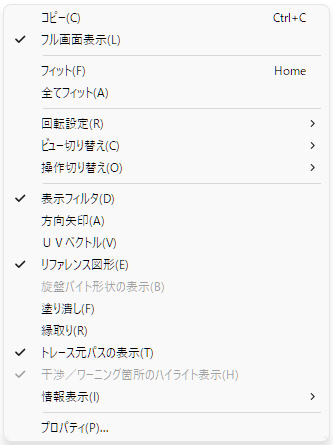 コピー(C) Ctrl+C
フル画面表示(L)
フィット(F) Home
全てフィット(A)
回転設定(R)
ビュー切り替え(C)
操作切り替え(O)
表示フィルタ(D)
方向矢印(A)
ＵＶベクトル(V)
リファレンス図形(E)
旋盤バイト形状の表示(B)
塗り潰し(F)
縁取り(R)
トレース元パスの表示(T)
干渉／ワーニング箇所のハイライト表示(H)
情報表示(I)
プロパティ(P)...